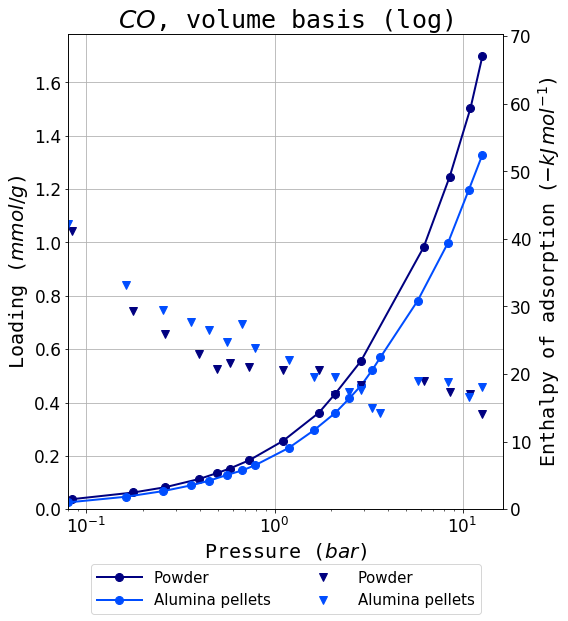 CO, volume basis (log)
Loading (mmol/g)
0.0
0.2
0.4
0.6
0.8
1.0
1.2
1.4
1.6
Enthalpy of adsorption (−kJ mol⁻¹)
0
10
20
30
40
50
60
70
10⁻¹ 10⁰ 10¹
Pressure (bar)
Powder Powder
Alumina pellets Alumina pellets